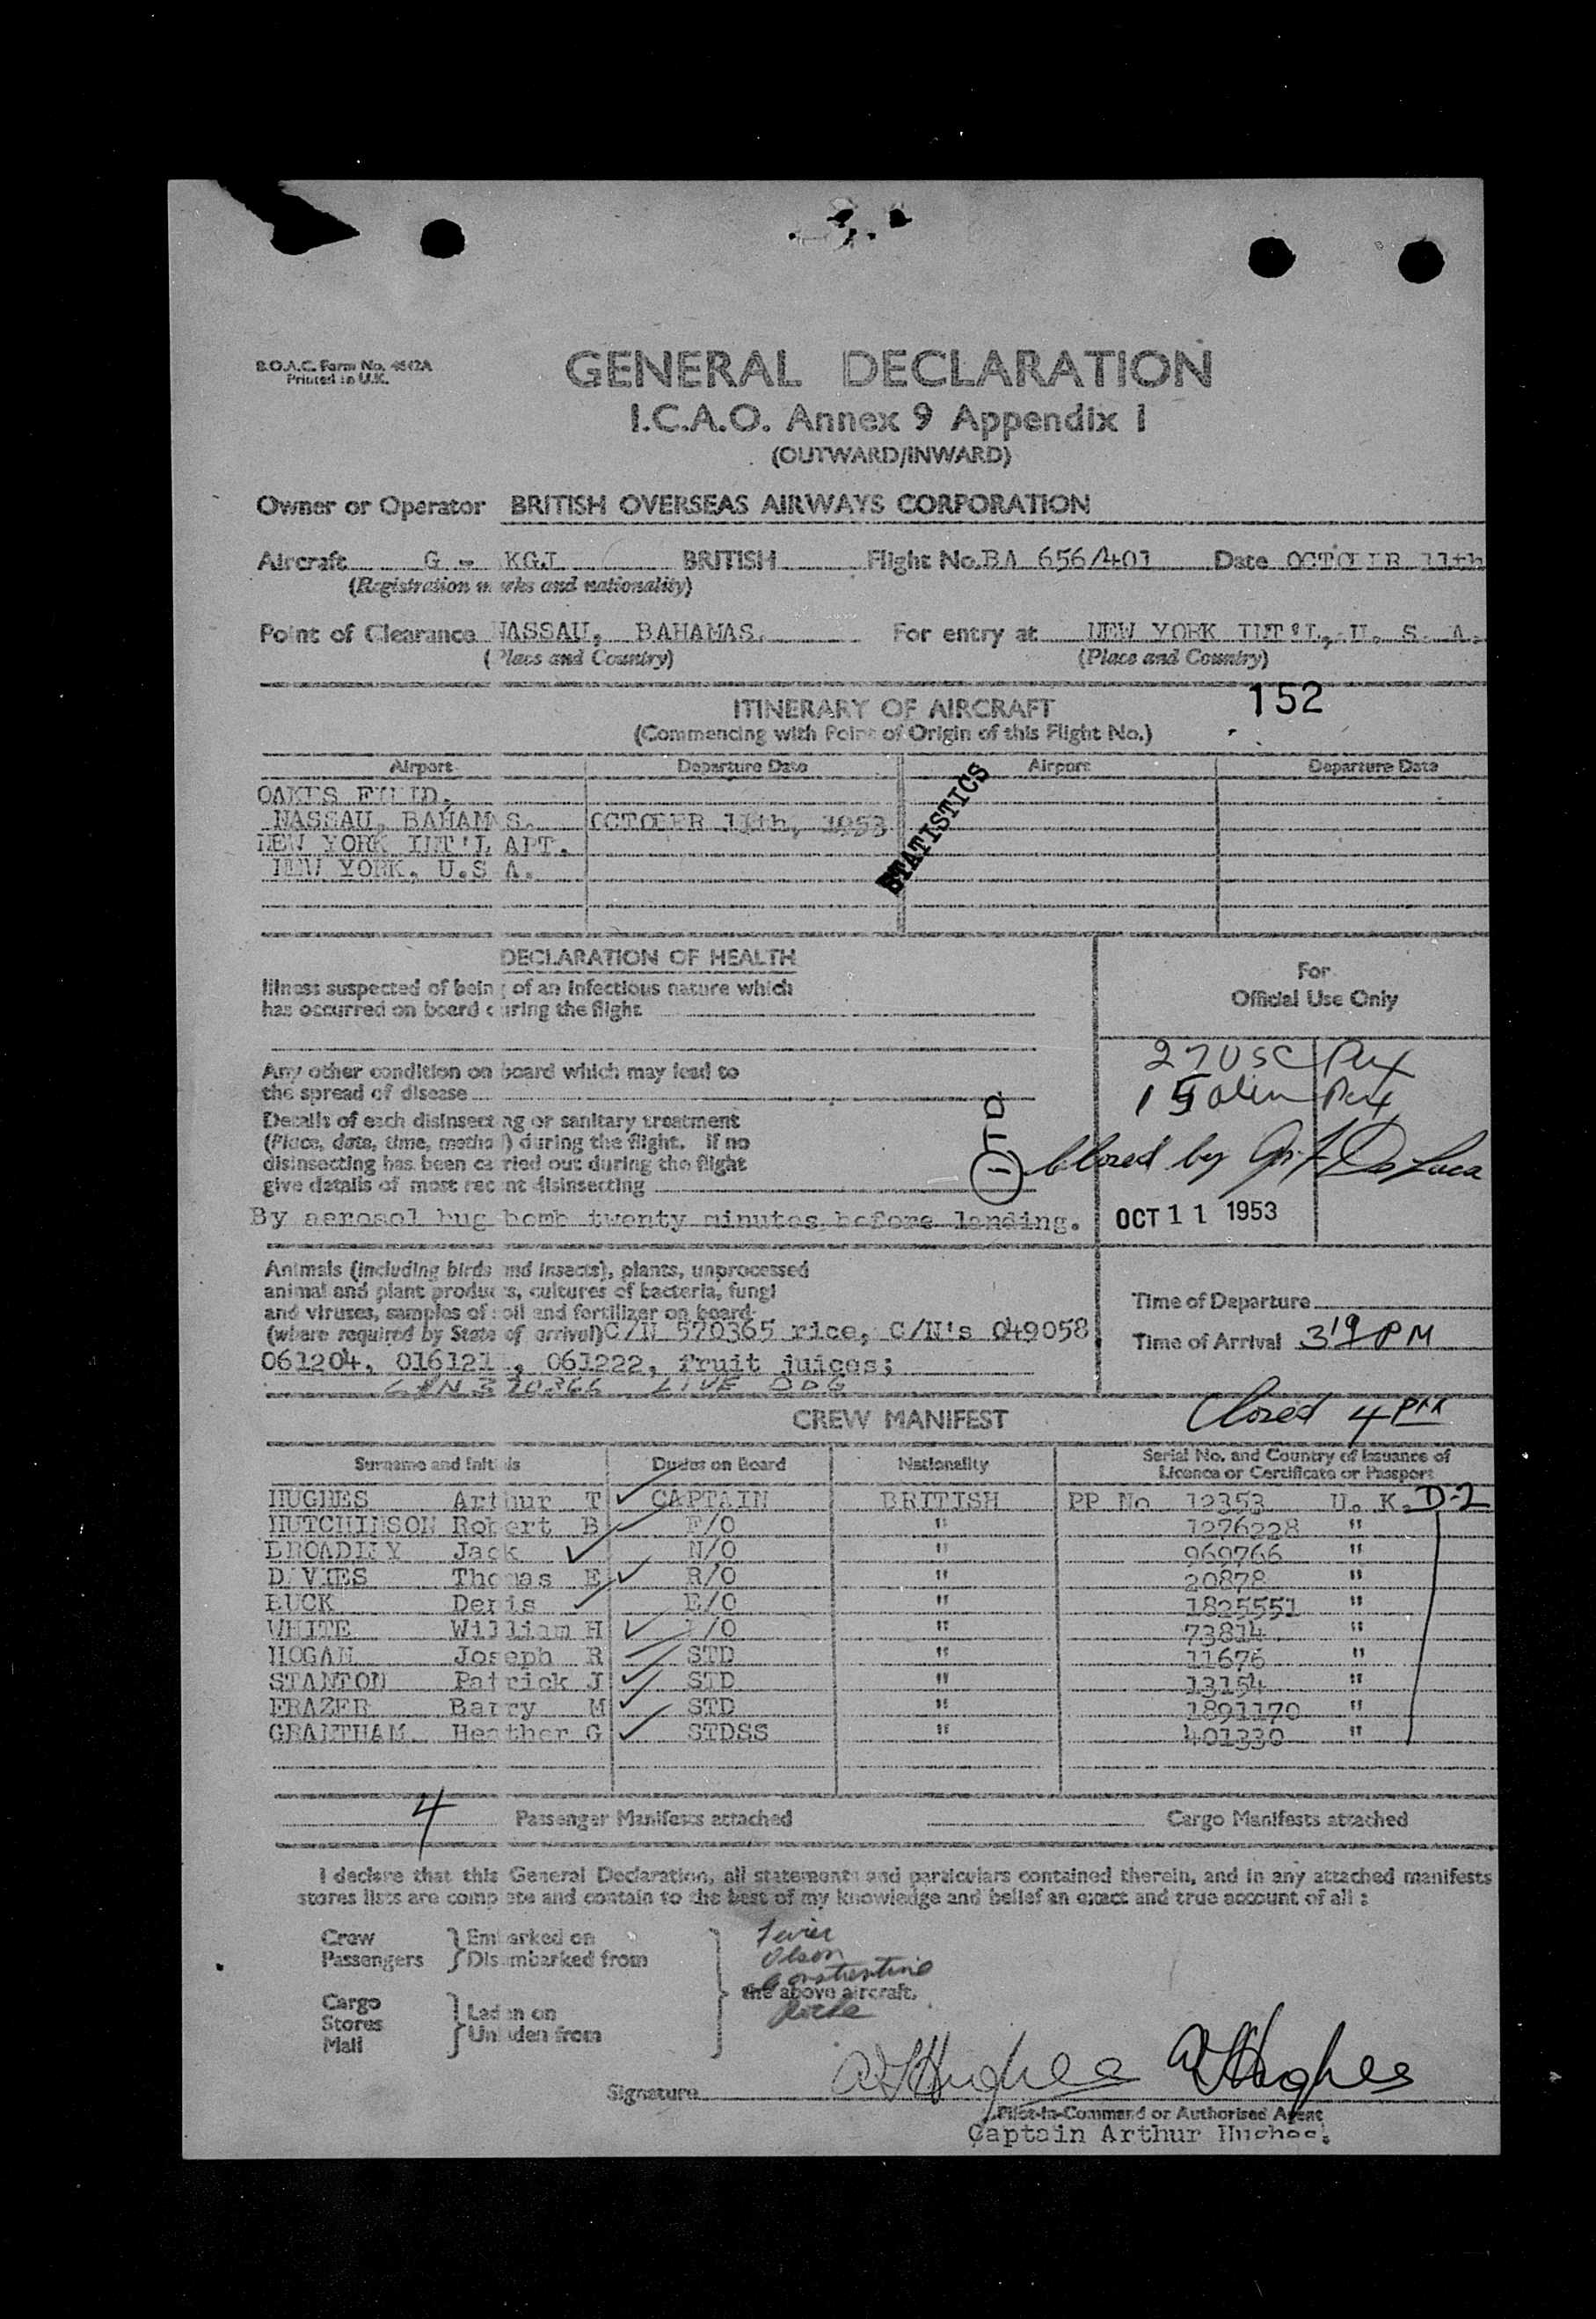 B.O.A.C. Form No. 4642A
Printed in U.K.
GENERAL DECLARATION
I.C.A.O. Annex 9 Appendix 1
(OUTWARD/INWARD)
Owner or Operator BRITISH OVERSEAS AIRWAYS CORPORATION
Aircraft G - KGJ BRITISH Flight No. BA 656/401 Date OCTOBER 11th
(Registration marks and nationality)
Point of Clearance NASSAU, BAHAMAS. For entry at NEW YORK INT'L, U. S. A.
(Place and Country) (Place and Country)
152
ITINERARY OF AIRCRAFT
(Commencing with Point of Origin of this Flight No.)
Airport Departure Date Airport Departure Date
OAKES FIELD,
NASSAU, BAHAMAS. OCTOBER 11th, 1953
NEW YORK INT'L APT.
NEW YORK, U.S.A.
STATISTICS
DECLARATION OF HEALTH
Illness suspected of being of an infectious nature which
has occurred on board during the flight
Any other condition on board which may lead to
the spread of disease
Details of each disinsecting or sanitary treatment
(Place, date, time, method) during the flight. If no
disinsecting has been carried out during the flight
give details of most recent disinsecting
By aerosol bug bomb twenty minutes before landing.
For
Official Use Only
27 USC Pax
15 alien Pax
Closed by
OCT 11 1953
Animals (including birds and insects), plants, unprocessed
animal and plant products, cultures of bacteria, fungi
and viruses, samples of soil and fertilizer on board
(where required by State of arrival) C/N 570365 rice, C/N's 049058
061204, 016121, 061222, fruit juices;
C/N 370366 LIVE DOG
Time of Departure
Time of Arrival 3 19 PM
Closed 4 PM
CREW MANIFEST
Surname and Initials Duties on Board Nationality Serial No. and Country of Issuance of
Licence or Certificate or Passport
HUGHES Arthur T CAPTAIN BRITISH PP No 12353 U. K. D-2
HUTCHINSON Robert B F/O " 1276228 "
BROADLEY Jack N/O " 969766 "
DAVIES Thomas E R/O " 20878 "
BUCK Denis E/O " 1825551 "
WHITE William H /O " 73814 "
HOGAN Joseph R STD " 11676 "
STANTON Patrick J STD " 13154 "
FRAZER Barry M STD " 1891170 "
GRANTHAM Heather G STDSS " 401330 "
4 Passenger Manifests attached Cargo Manifests attached
I declare that this General Declaration, all statements and particulars contained therein, and in any attached manifests
stores lists are complete and contain to the best of my knowledge and belief an exact and true account of all :
Crew Embarked on
Passengers Disembarked from
Olson
Constantine
the above aircraft.
Cargo Laden on
Stores
Mail Unladen from
Signature A T Hughes A T Hughes
Pilot-in-Command or Authorised Agent
Captain Arthur Hughes.